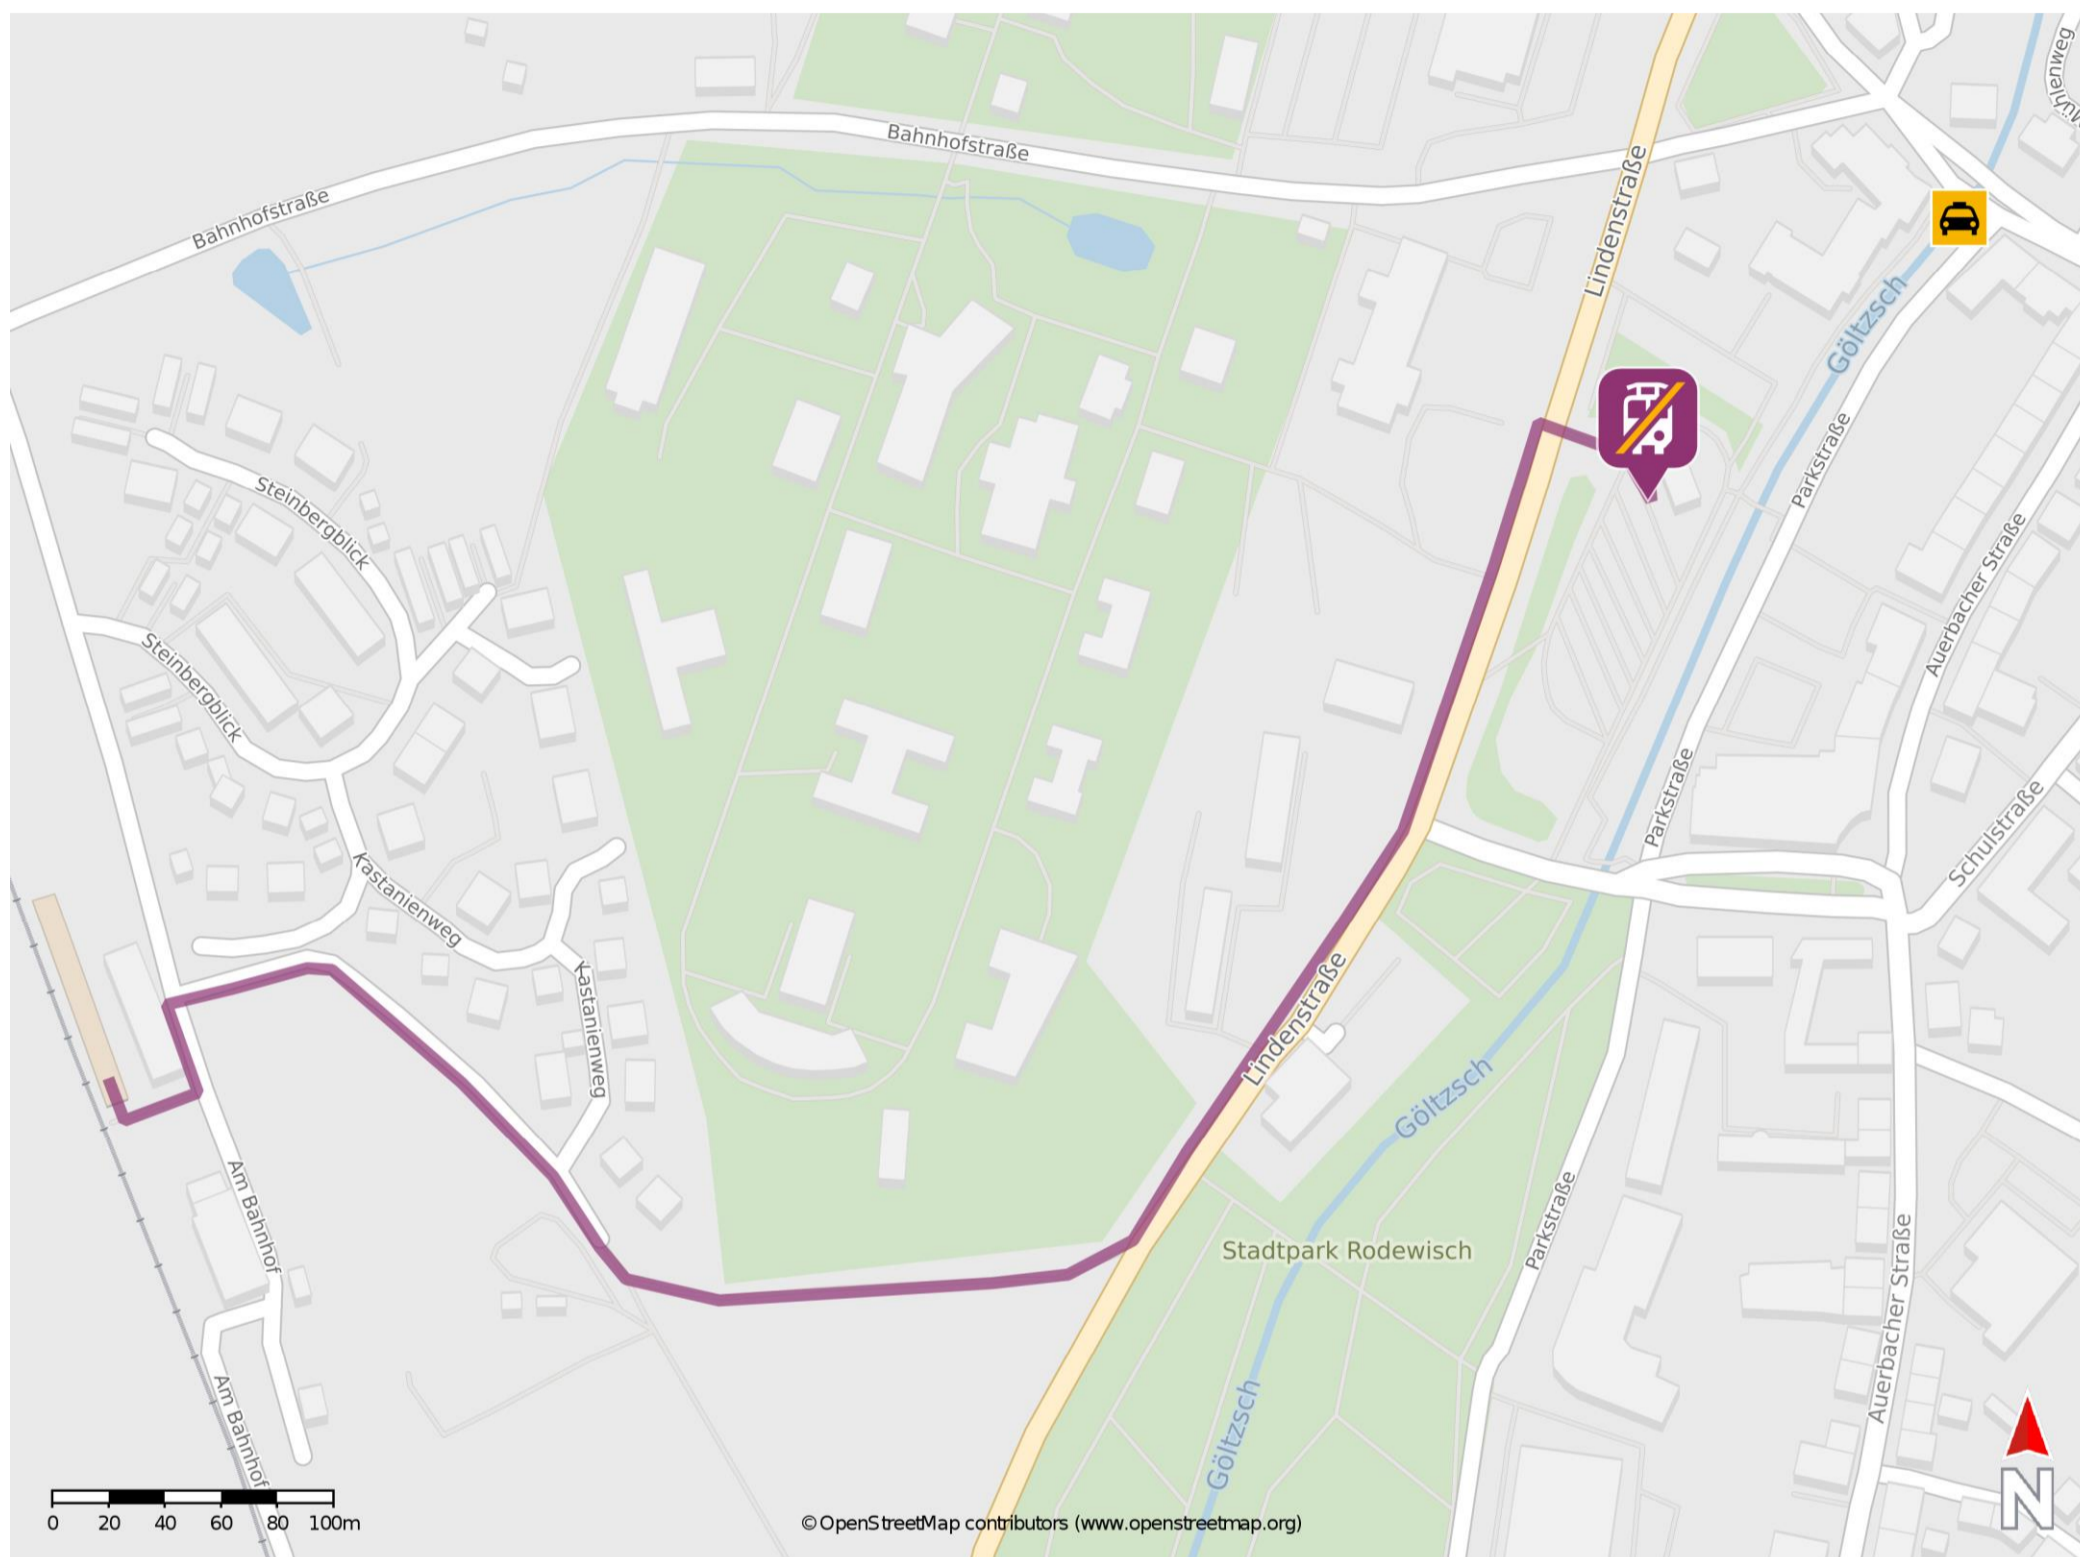 Bahnhofstraße
Bahnhofstraße
Lindenstraße
Mühlenweg
Göltzsch
Parkstraße
Steinbergblick
Steinbergblick
Auerbacher Straße
Parkstraße
Schulstraße
Kastanienweg
Kastanienweg
Lindenstraße
Göltzsch
Am Bahnhof
Parkstraße
Stadtpark Rodewisch
Auerbacher Straße
Am Bahnhof
Göltzsch
N
0 20 40 60 80 100m
© OpenStreetMap contributors (www.openstreetmap.org)